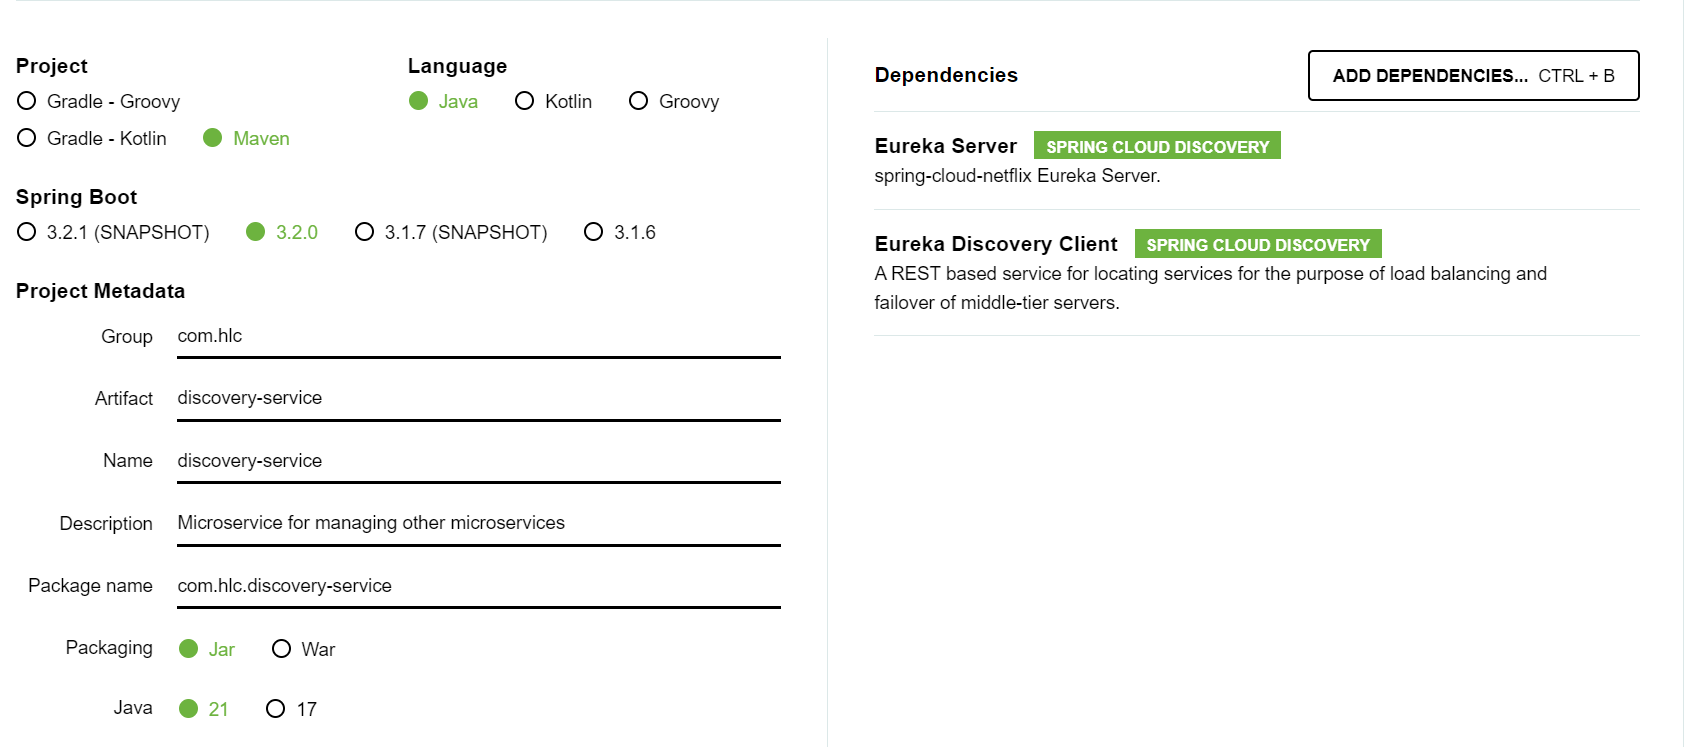 Project
Gradle - Groovy
Gradle - Kotlin Maven
Language
Java Kotlin Groovy
Spring Boot
3.2.1 (SNAPSHOT) 3.2.0 3.1.7 (SNAPSHOT) 3.1.6
Project Metadata
Group com.hlc
Artifact discovery-service
Name discovery-service
Description Microservice for managing other microservices
Package name com.hlc.discovery-service
Packaging Jar War
Java 21 17
Dependencies ADD DEPENDENCIES... CTRL + B
Eureka Server SPRING CLOUD DISCOVERY
spring-cloud-netflix Eureka Server.
Eureka Discovery Client SPRING CLOUD DISCOVERY
A REST based service for locating services for the purpose of load balancing and
failover of middle-tier servers.